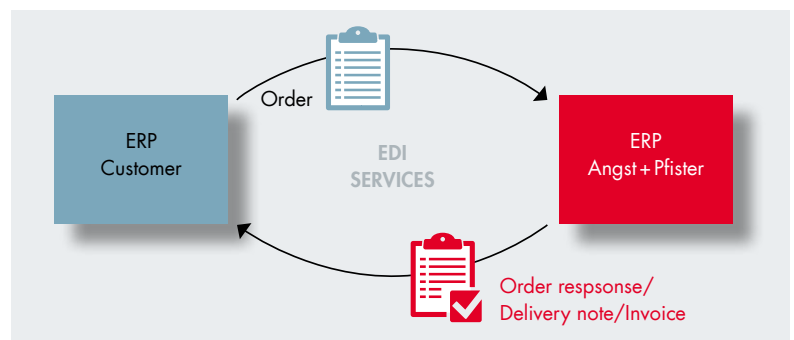 Order
ERP
Customer
EDI
SERVICES
ERP
Angst+Pfister
Order respsonse/
Delivery note/Invoice